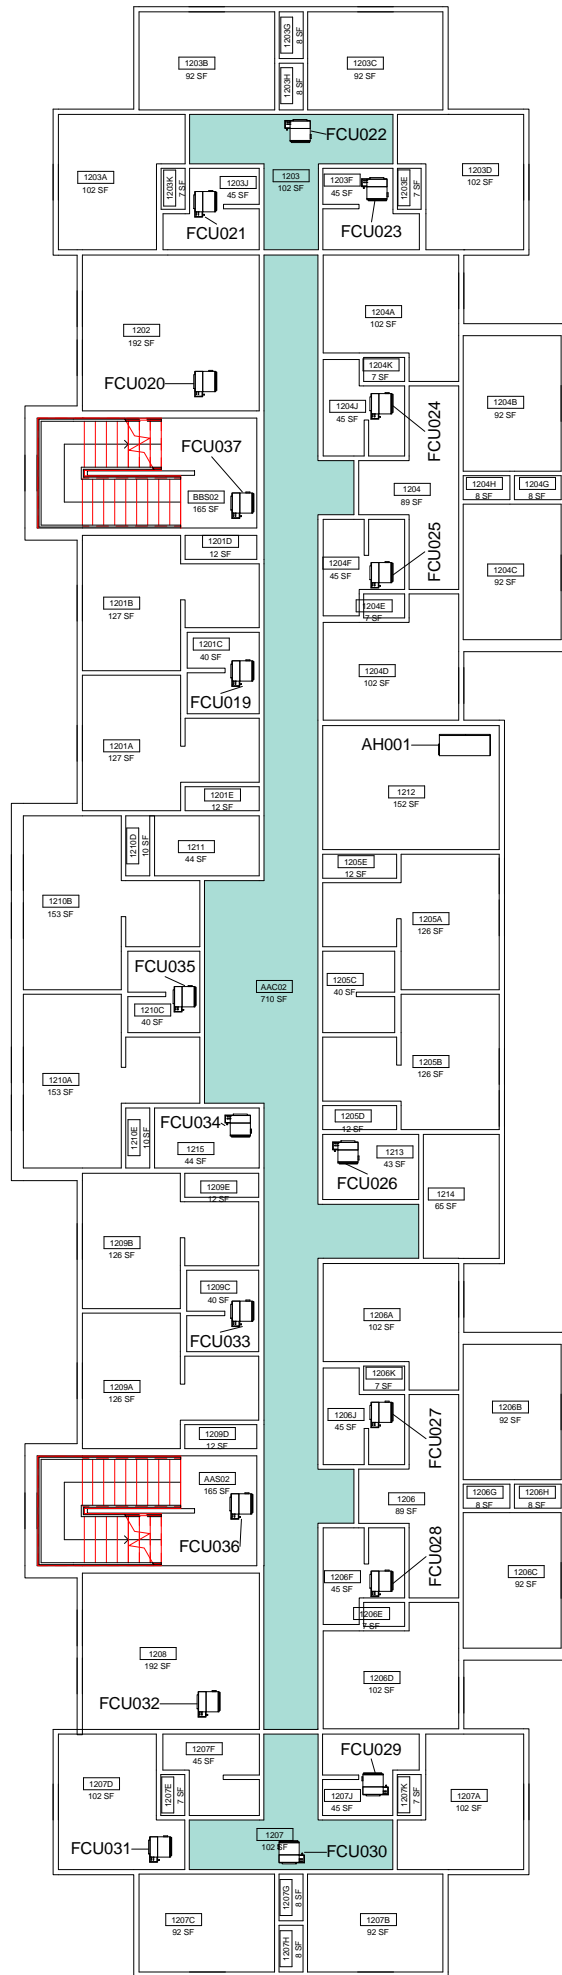 1203G
8 SF
1203B
92 SF
1203C
92 SF
1203H
8 SF
FCU022
1203A
102 SF
1203K
7 SF
1203J
45 SF
1203
102 SF
1203F
45 SF
1203E
7 SF
1203D
102 SF
FCU021
FCU023
1202
192 SF
1204A
102 SF
FCU020
1204K
7 SF
1204J
45 SF
FCU024
1204B
92 SF
FCU037
BBS02
165 SF
1204
89 SF
1204H
8 SF
1204G
8 SF
1201D
12 SF
1204F
45 SF
FCU025
1204C
92 SF
1201B
127 SF
1204E
7 SF
1201C
40 SF
FCU019
1204D
102 SF
1201A
127 SF
AH001
1201E
12 SF
1212
152 SF
1210D
10 SF
1211
44 SF
1205E
12 SF
1210B
153 SF
1205A
126 SF
FCU035
AAC02
710 SF
1205C
40 SF
1210C
40 SF
1210A
153 SF
1205B
126 SF
FCU034
1205D
12 SF
1210E
10 SF
1215
44 SF
1213
43 SF
FCU026
1209E
12 SF
1214
65 SF
1209B
126 SF
1209C
40 SF
FCU033
1206A
102 SF
1206K
7 SF
1209A
126 SF
1206J
45 SF
FCU027
1206B
92 SF
1209D
12 SF
AAS02
165 SF
1206
89 SF
1206G
8 SF
1206H
8 SF
FCU036
1206F
45 SF
FCU028
1206C
92 SF
1206E
7 SF
1208
192 SF
1206D
102 SF
FCU032
1207F
45 SF
FCU029
1207D
102 SF
1207E
7 SF
1207J
45 SF
1207K
7 SF
1207A
102 SF
FCU031
1207
102 SF
FCU030
1207G
8 SF
1207C
92 SF
1207B
92 SF
1207H
8 SF